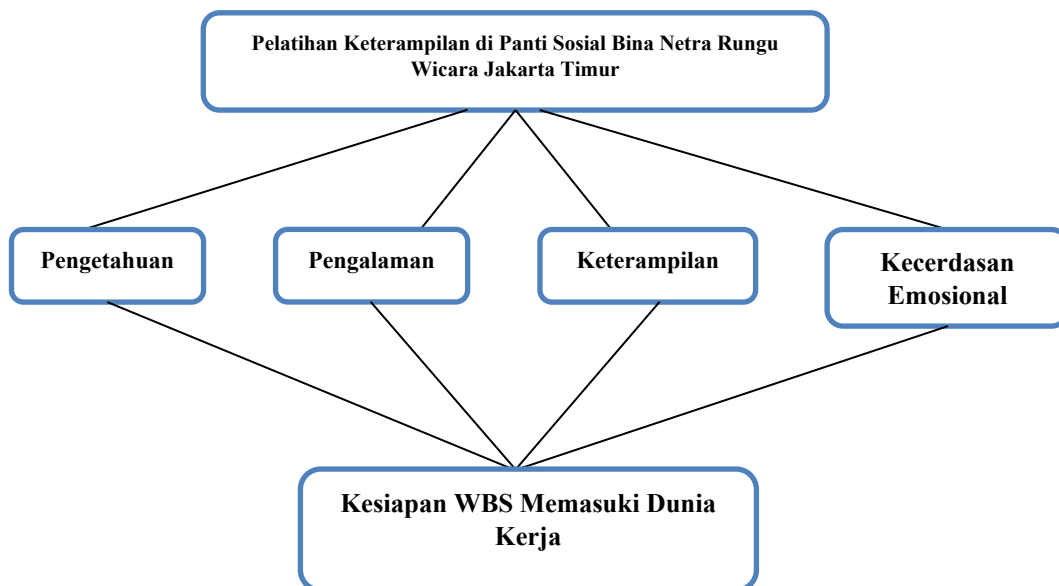 Pelatihan Keterampilan di Panti Sosial Bina Netra Rungu
Wicara Jakarta Timur
Pengetahuan
Pengalaman
Keterampilan
Kecerdasan
Emosional
Kesiapan WBS Memasuki Dunia
Kerja